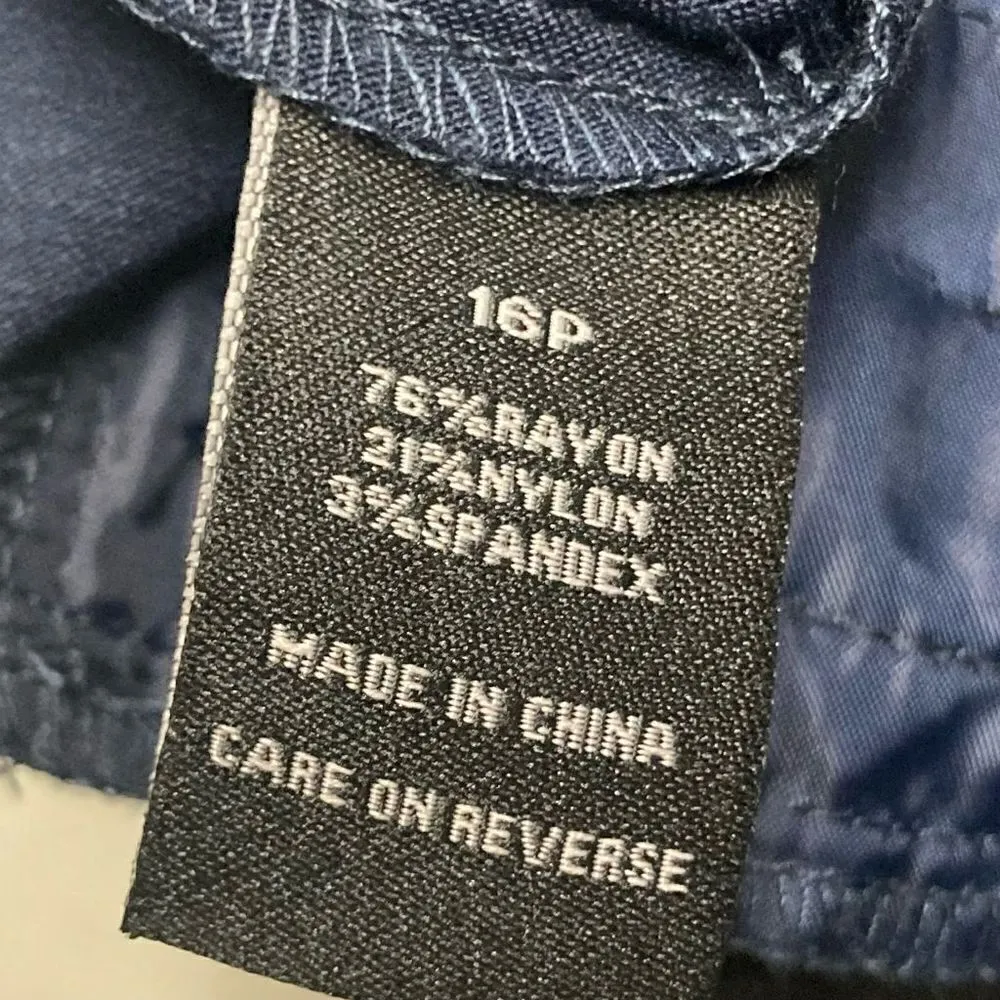 16P
76%RAYON
21%NYLON
3%SPANDEX
MADE IN CHINA
CARE ON REVERSE